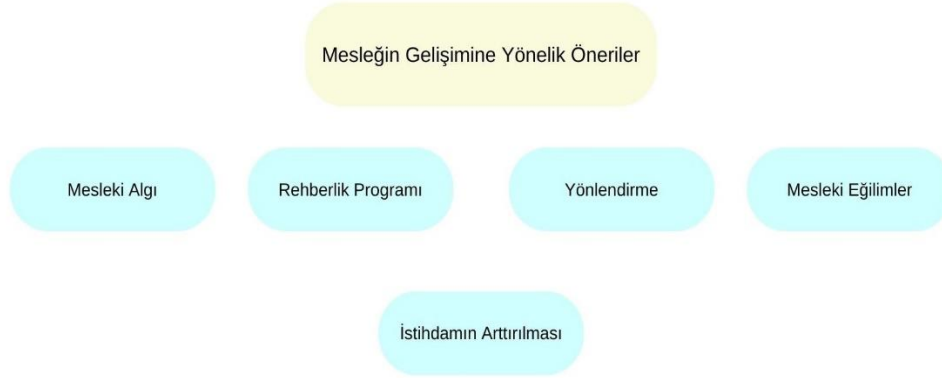 Mesleğin Gelişimine Yönelik Öneriler
Mesleki Algı
Rehberlik Programı
Yönlendirme
Mesleki Eğilimler
İstihdamın Arttırılması